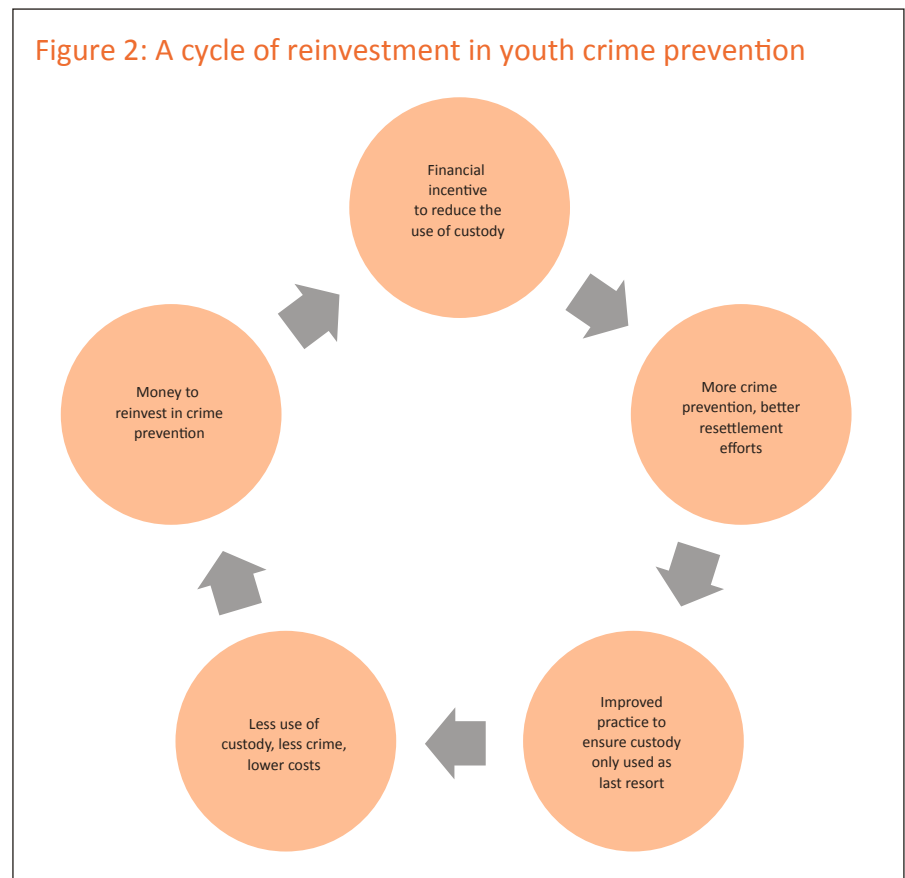 Figure 2: A cycle of reinvestment in youth crime prevention
Financial
incentive
to reduce the
use of custody
More crime
prevention, better
resettlement
efforts
Improved
practice to
ensure custody
only used as
last resort
Less use of
custody, less crime,
lower costs
Money to
reinvest in crime
prevention